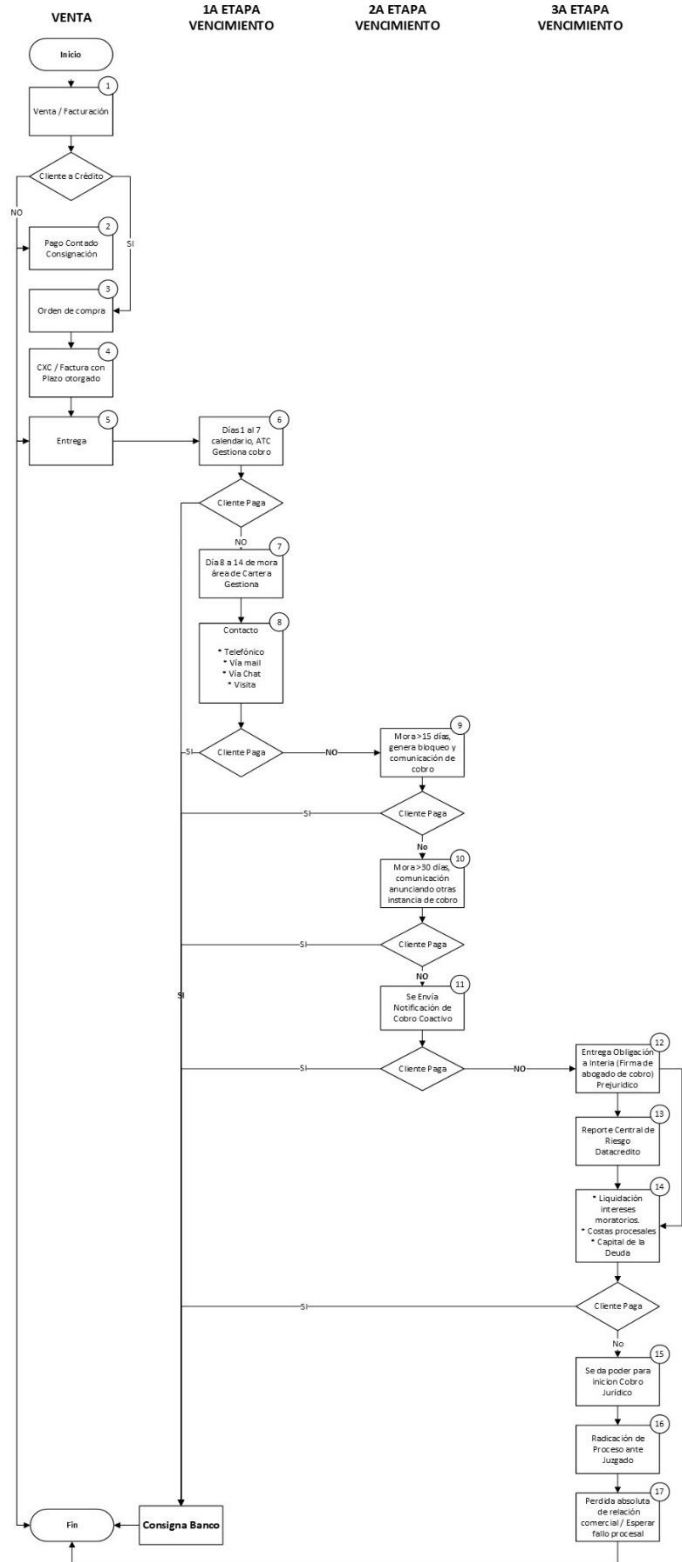 VENTA
1A ETAPA
VENCIMIENTO
2A ETAPA
VENCIMIENTO
3A ETAPA
VENCIMIENTO
Inicio
1
Venta / Facturación
Cliente a Crédito
NO
SI
2
Pago Contado
Consignación
3
Orden de compra
4
CXC / Factura con
Plazo otorgado
5
Entrega
6
Días 1 al 7
calendario, ATC
Gestiona cobro
Cliente Paga
NO
7
Día 8 a 14 de mora
área de Cartera
Gestiona
8
Contacto
* Telefónico
* Vía mail
* Vía Chat
* Visita
SI
Cliente Paga
NO
9
Mora >15 días,
genera bloqueo y
comunicación de
cobro
SI
Cliente Paga
No
10
Mora >30 días,
comunicación
anunciando otras
instancia de cobro
SI
Cliente Paga
NO
SI
11
Se Envía
Notificación de
Cobro Coactivo
SI
Cliente Paga
NO
12
Entrega Obligación
a Interia (Firma de
abogado de cobro)
Prejurídico
13
Reporte Central de
Riesgo
Datacredito
14
* Liquidación
intereses
moratorios.
* Costas procesales
* Capital de la
Deuda
SI
Cliente Paga
No
15
Se da poder para
inicion Cobro
Jurídico
16
Radicación de
Proceso ante
Juzgado
17
Perdida absoluta
de relación
comercial / Esperar
fallo procesal
Fin
Consigna Banco